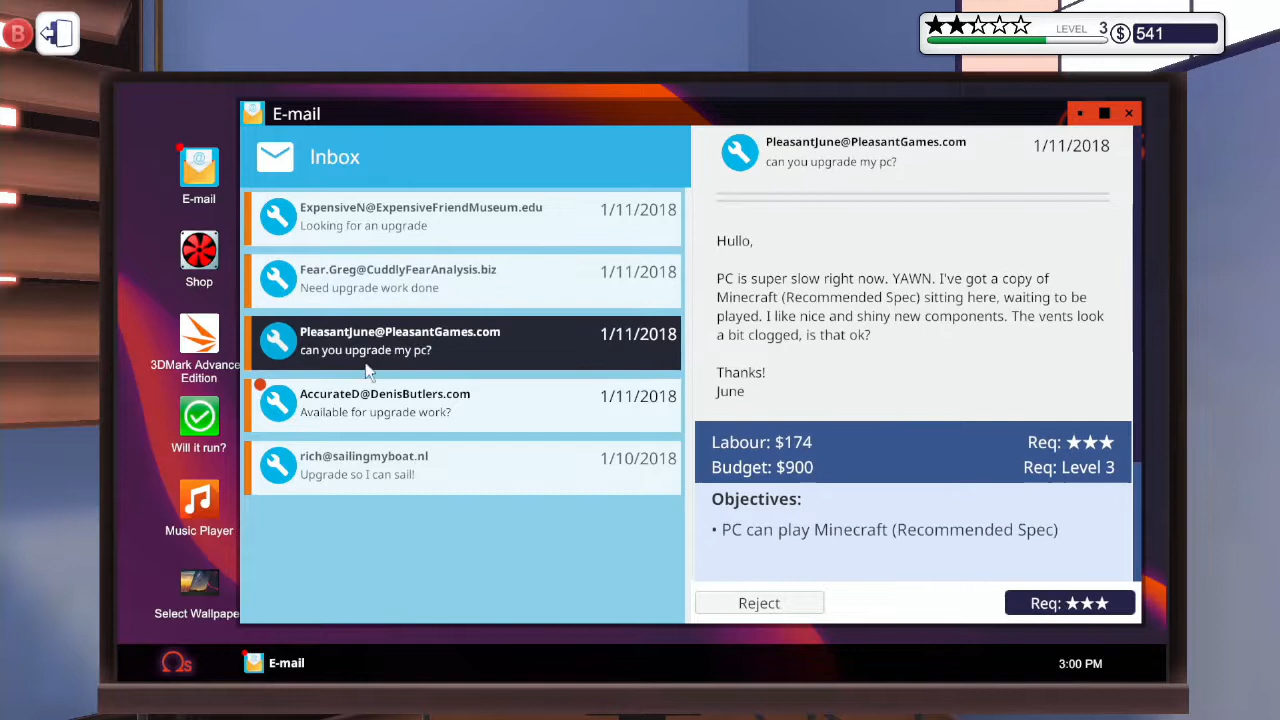 B
LEVEL 3
$ 541
E-mail
Inbox
ExpensiveN@ExpensiveFriendMuseum.edu
1/11/2018
Looking for an upgrade
Fear.Greg@CuddlyFearAnalysis.biz
1/11/2018
Need upgrade work done
PleasantJune@PleasantGames.com
1/11/2018
can you upgrade my pc?
AccurateD@DenisButlers.com
1/11/2018
Available for upgrade work?
rich@sailingmyboat.nl
1/10/2018
Upgrade so I can sail!
PleasantJune@PleasantGames.com
1/11/2018
can you upgrade my pc?
Hullo,
PC is super slow right now. YAWN. I've got a copy of
Minecraft (Recommended Spec) sitting here, waiting to be
played. I like nice and shiny new components. The vents look
a bit clogged, is that ok?
Thanks!
June
Labour: $174
Req: ★★★
Budget: $900
Req: Level 3
Objectives:
• PC can play Minecraft (Recommended Spec)
Reject
Req: ★★★
E-mail
Shop
3DMark Advance
Edition
Will it run?
Music Player
Select Wallpape
Ωs
E-mail
3:00 PM